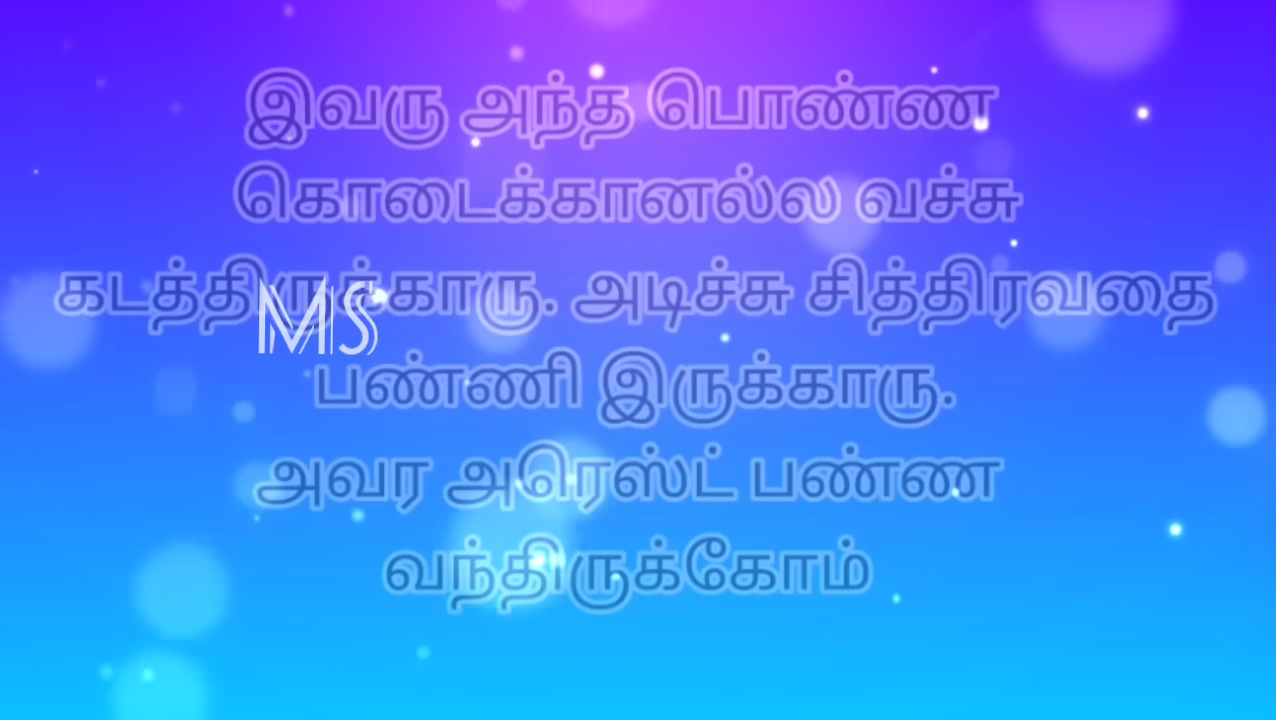 இவரு அந்த பொண்ண
கொடைக்கானல்ல வச்சு
கடத்திருக்காரு. அடிச்சு சித்திரவதை
பண்ணி இருக்காரு.
அவர அரெஸ்ட் பண்ண
வந்திருக்கோம்
MS